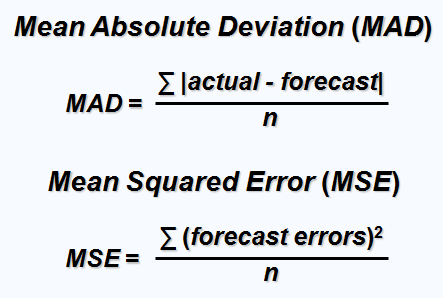 Mean Absolute Deviation (MAD)
MAD = ∑ |actual - forecast|
n
Mean Squared Error (MSE)
MSE = ∑ (forecast errors)²
n